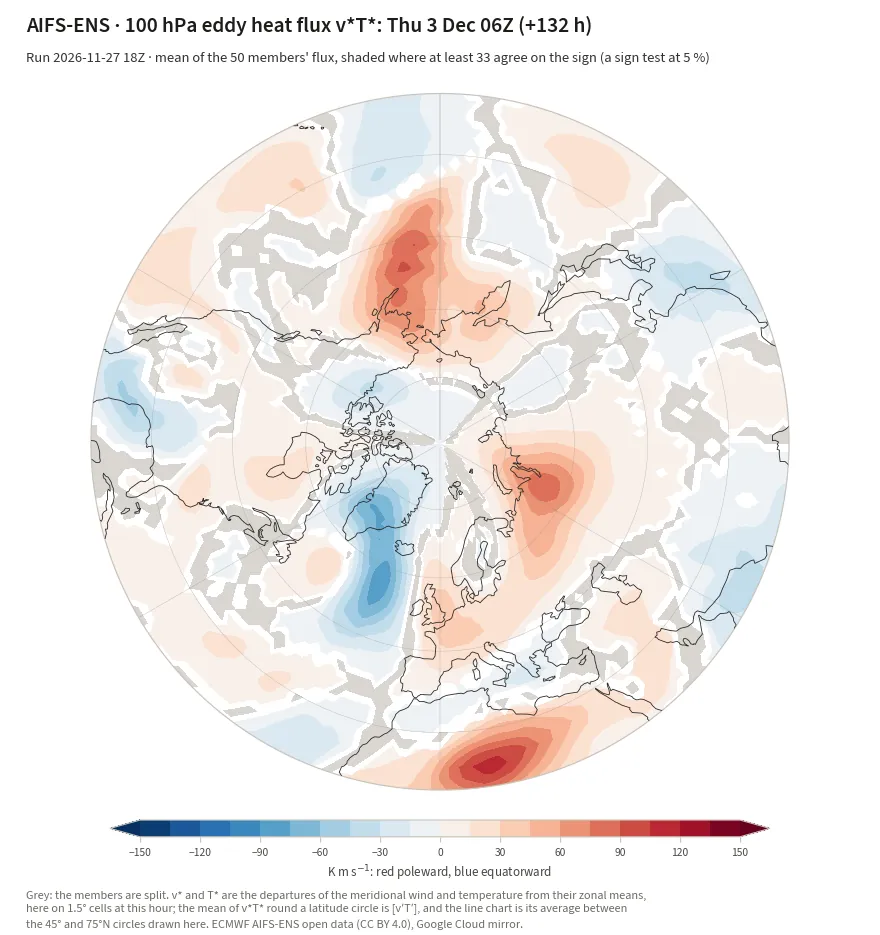 AIFS-ENS · 100 hPa eddy heat flux v*T*: Thu 3 Dec 06Z (+132 h)
Run 2026-11-27 18Z · mean of the 50 members' flux, shaded where at least 33 agree on the sign (a sign test at 5 %)
−150 −120 −90 −60 −30 0 30 60 90 120 150
K m s⁻¹: red poleward, blue equatorward
Grey: the members are split. v* and T* are the departures of the meridional wind and temperature from their zonal means,
here on 1.5° cells at this hour; the mean of v*T* round a latitude circle is [v'T'], and the line chart is its average between
the 45° and 75°N circles drawn here. ECMWF AIFS-ENS open data (CC BY 4.0), Google Cloud mirror.